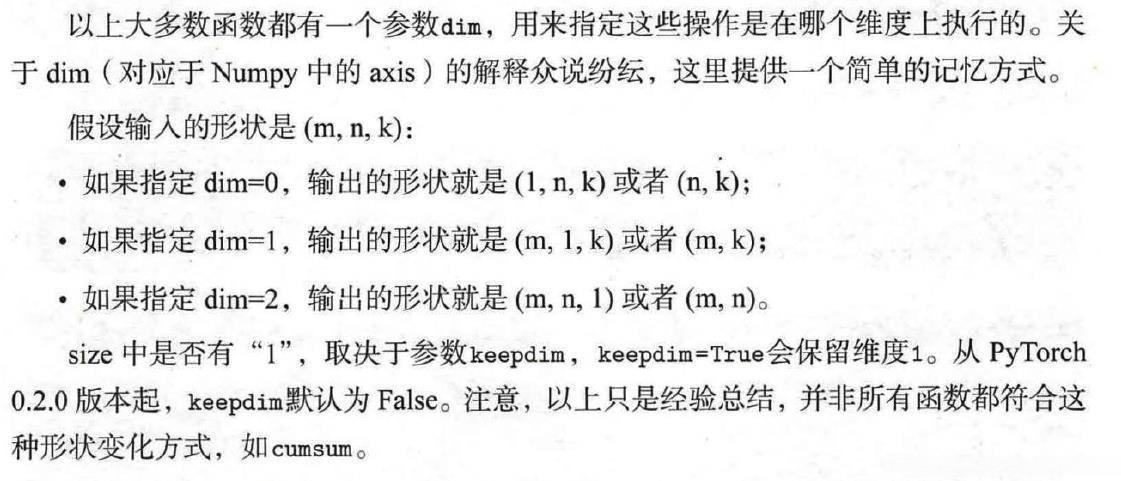 以上大多数函数都有一个参数dim，用来指定这些操作是在哪个维度上执行的。关
于 dim（对应于 Numpy 中的 axis）的解释众说纷纭，这里提供一个简单的记忆方式。
假设输入的形状是 (m, n, k)：
• 如果指定 dim=0，输出的形状就是 (1, n, k) 或者 (n, k)；
• 如果指定 dim=1，输出的形状就是 (m, 1, k) 或者 (m, k)；
• 如果指定 dim=2，输出的形状就是 (m, n, 1) 或者 (m, n)。
size 中是否有“1”，取决于参数keepdim，keepdim=True会保留维度1。从 PyTorch
0.2.0 版本起，keepdim默认为 False。注意，以上只是经验总结，并非所有函数都符合这
种形状变化方式，如cumsum。